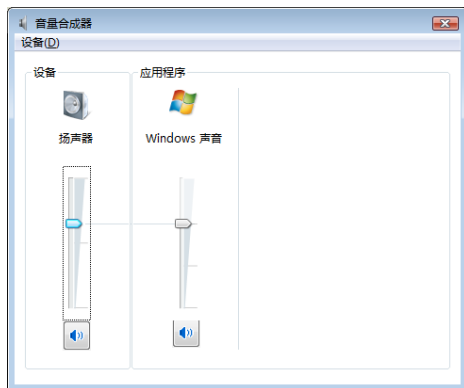 音量合成器
设备(D)
设备
应用程序
扬声器
Windows 声音